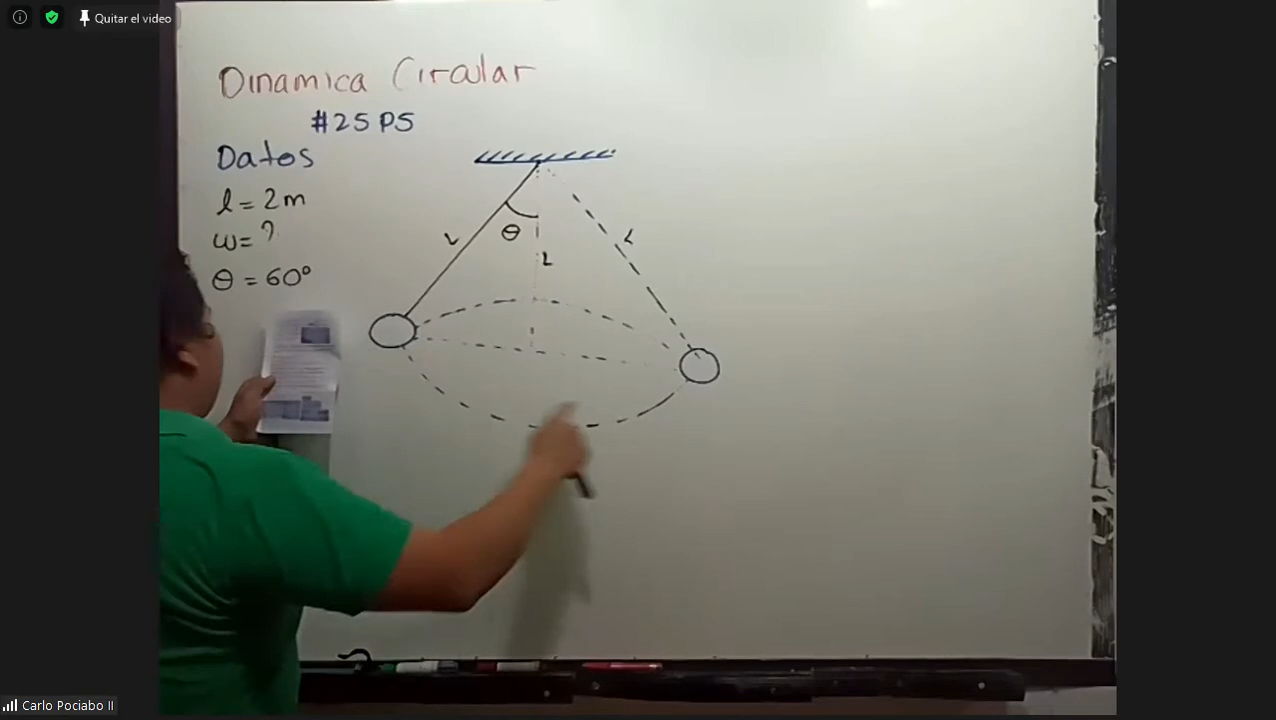 Quitar el video
Dinamica Circular
#25 PS
Datos
l = 2m
ω = ?
θ = 60°
L
θ
L
L
Carlo Pociabo II